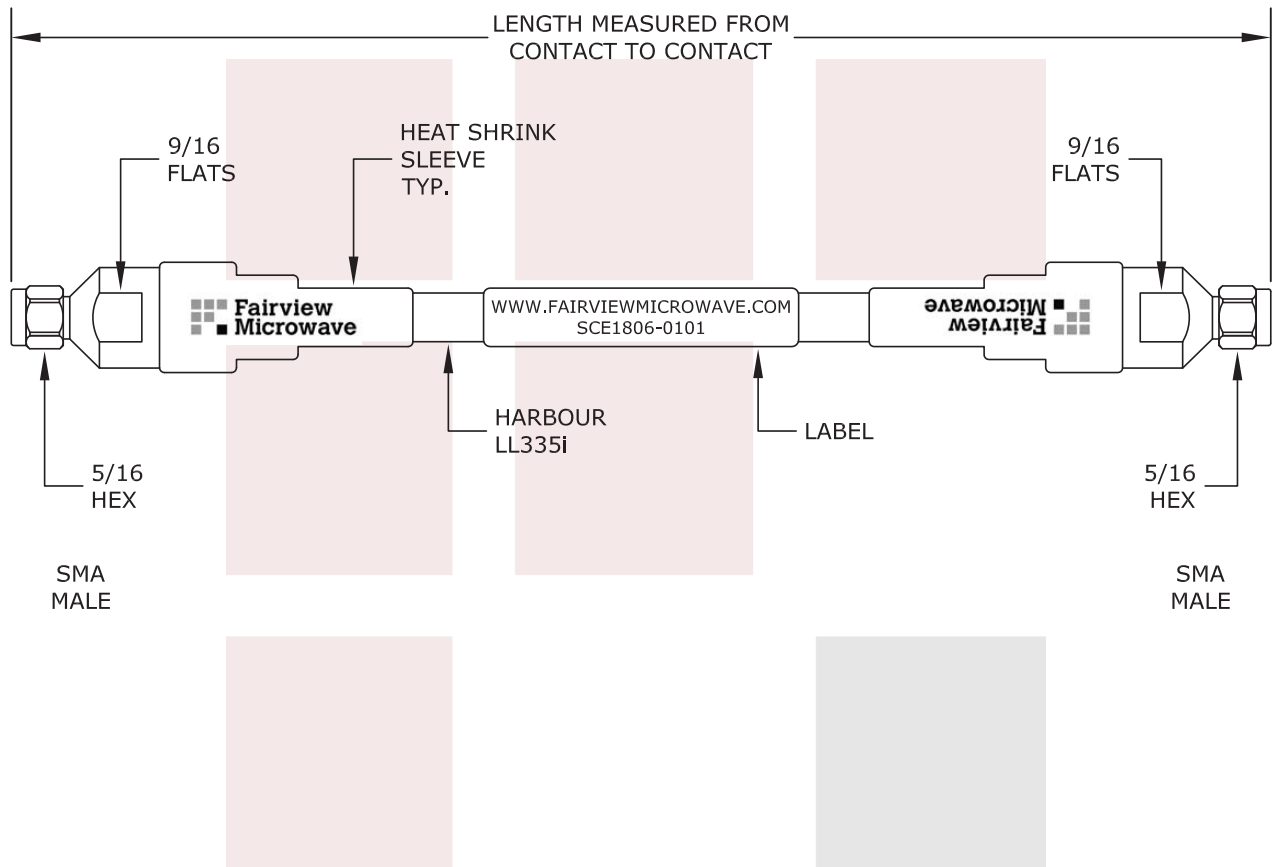 LENGTH MEASURED FROM
CONTACT TO CONTACT
9/16
FLATS
HEAT SHRINK
SLEEVE
TYP.
9/16
FLATS
Fairview
Microwave
WWW.FAIRVIEWMICROWAVE.COM
SCE1806-0101
Fairview
Microwave
HARBOUR
LL335i
LABEL
5/16
HEX
5/16
HEX
SMA
MALE
SMA
MALE